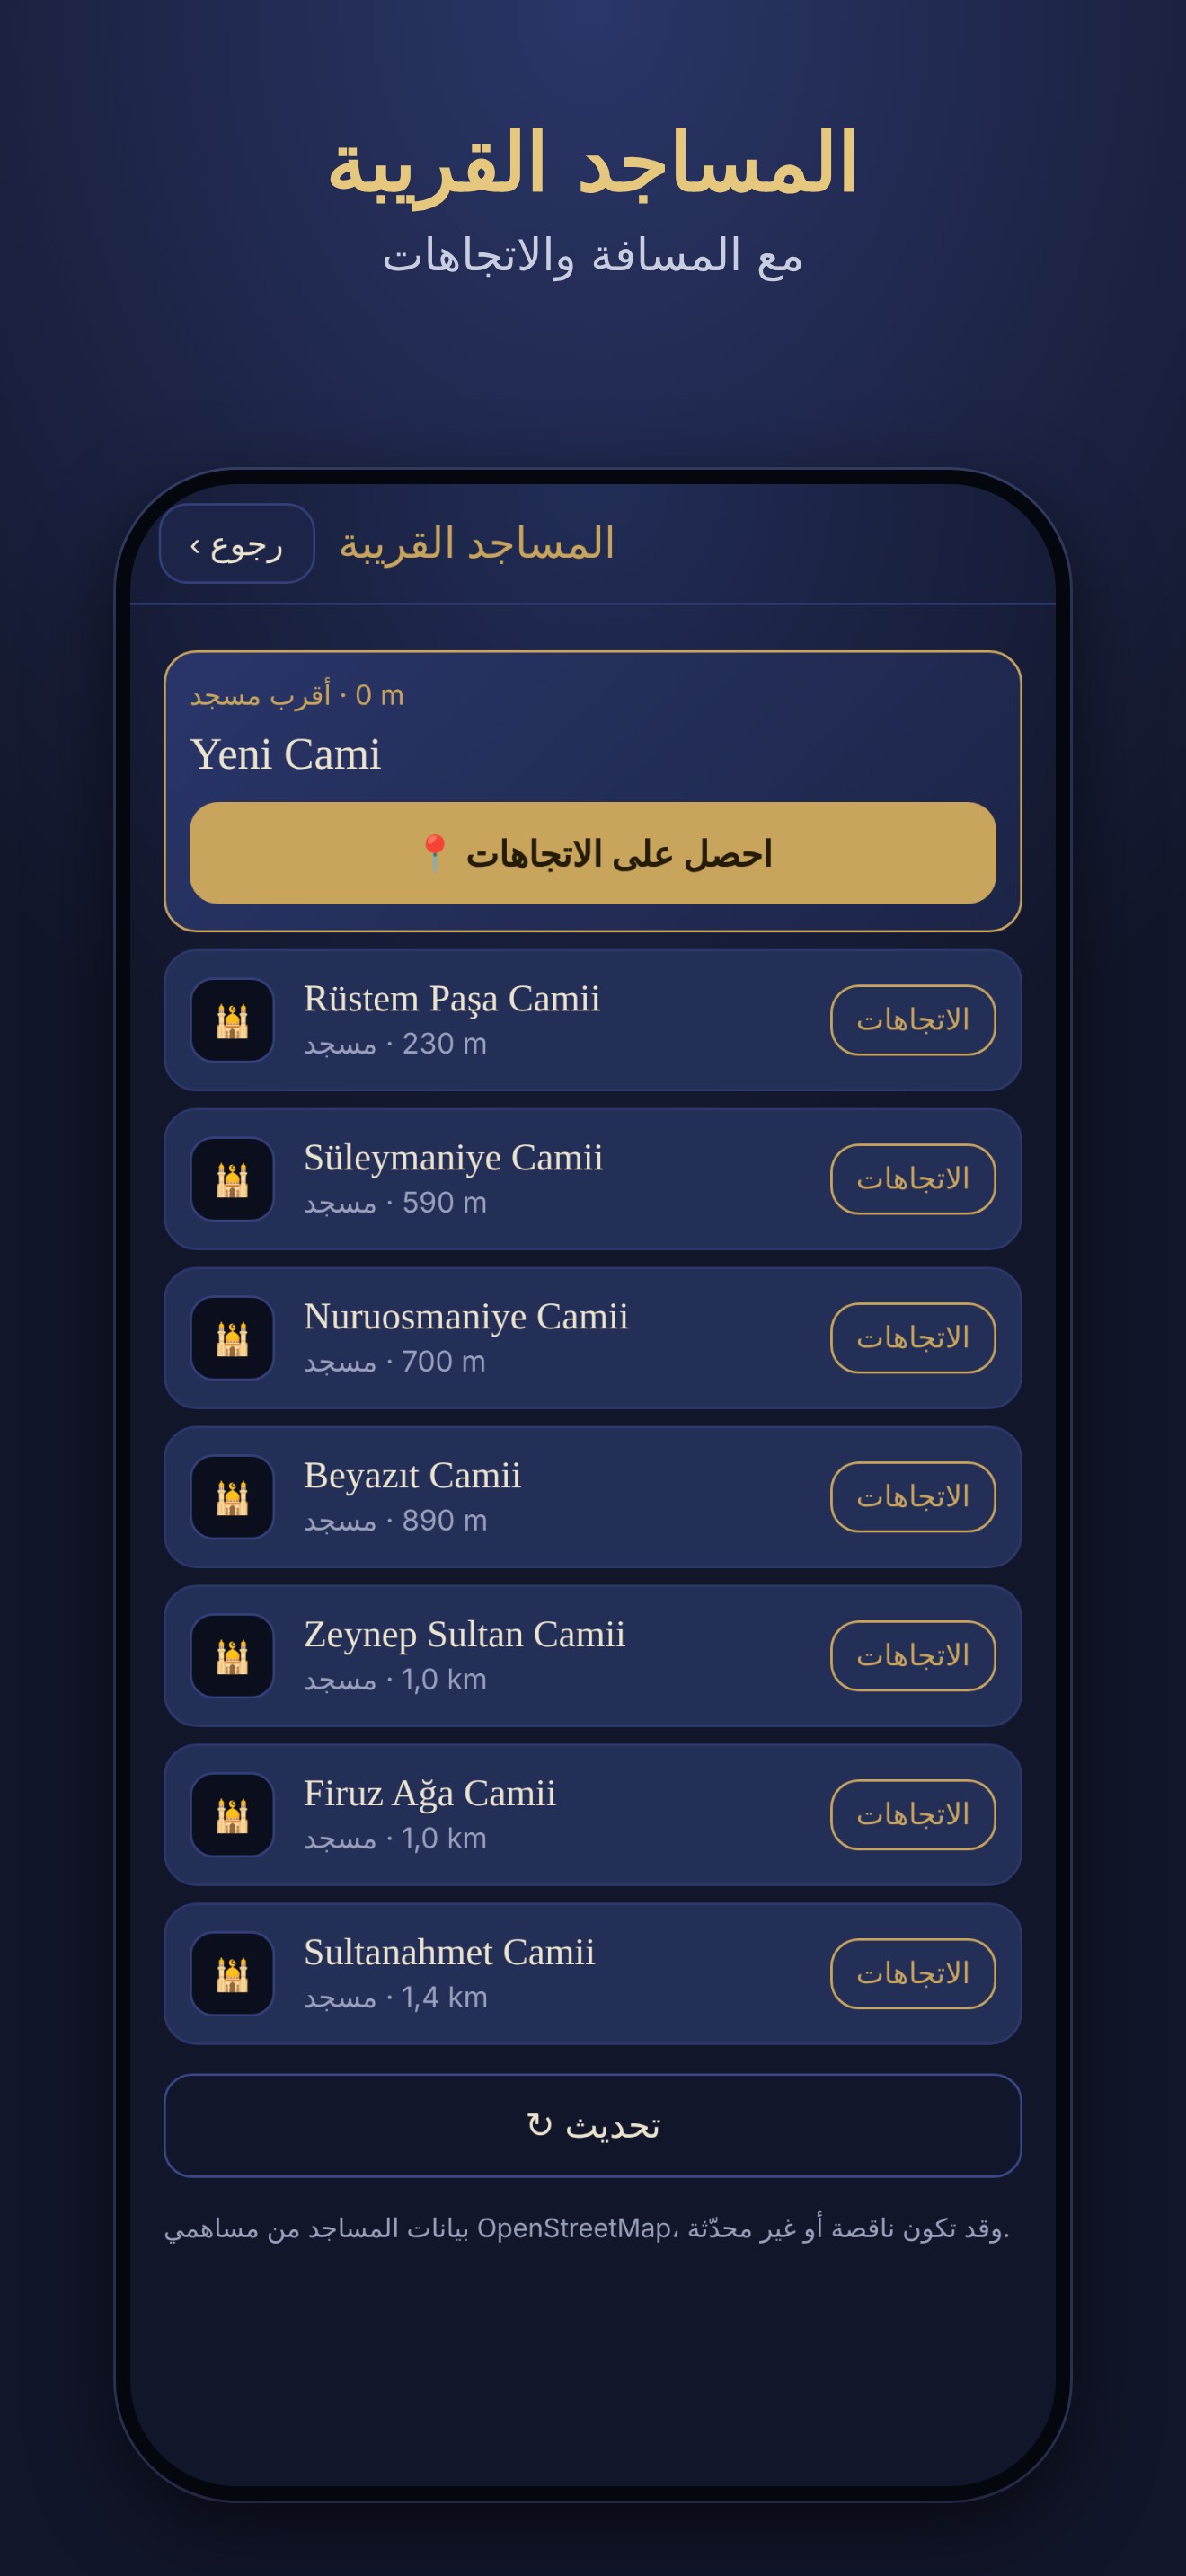 المساجد القريبة
مع المسافة والاتجاهات
رجوع ‹
المساجد القريبة
أقرب مسجد · 0 m
Yeni Cami
📍 احصل على الاتجاهات
Rüstem Paşa Camii
مسجد · 230 m
الاتجاهات
Süleymaniye Camii
مسجد · 590 m
الاتجاهات
Nuruosmaniye Camii
مسجد · 700 m
الاتجاهات
Beyazıt Camii
مسجد · 890 m
الاتجاهات
Zeynep Sultan Camii
مسجد · 1,0 km
الاتجاهات
Firuz Ağa Camii
مسجد · 1,0 km
الاتجاهات
Sultanahmet Camii
مسجد · 1,4 km
الاتجاهات
↻ تحديث
بيانات المساجد من مساهمي OpenStreetMap، وقد تكون ناقصة أو غير محدّثة.